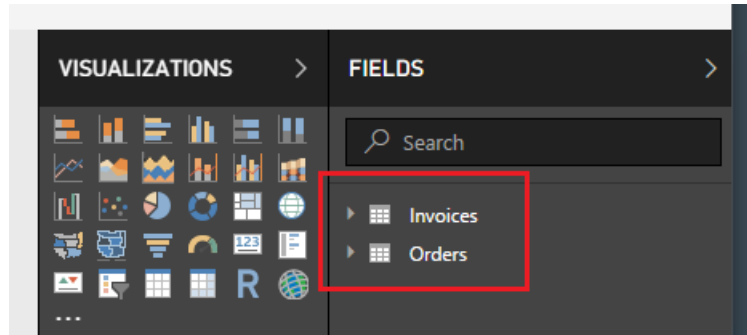 VISUALIZATIONS >
FIELDS >
Search
123
Invoices
Orders
R
...